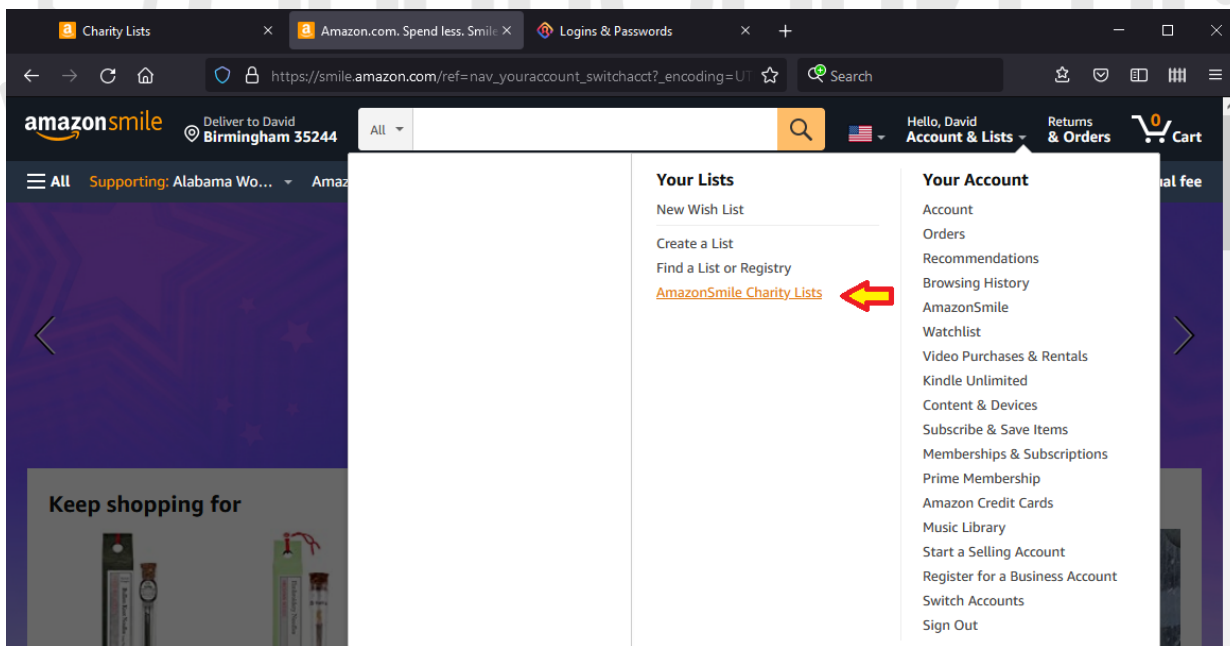 Charity Lists
Amazon.com. Spend less. Smile
Logins & Passwords
https://smile.amazon.com/ref=nav_youraccount_switchacct?_encoding=UT
Search
amazonsmile
Deliver to David
Birmingham 35244
All
Hello, David
Account & Lists
Returns
& Orders
0
Cart
All
Supporting: Alabama Wo...
Amaz
al fee
Your Lists
New Wish List
Create a List
Find a List or Registry
AmazonSmile Charity Lists
Your Account
Account
Orders
Recommendations
Browsing History
AmazonSmile
Watchlist
Video Purchases & Rentals
Kindle Unlimited
Content & Devices
Subscribe & Save Items
Memberships & Subscriptions
Prime Membership
Amazon Credit Cards
Music Library
Start a Selling Account
Register for a Business Account
Switch Accounts
Sign Out
Keep shopping for